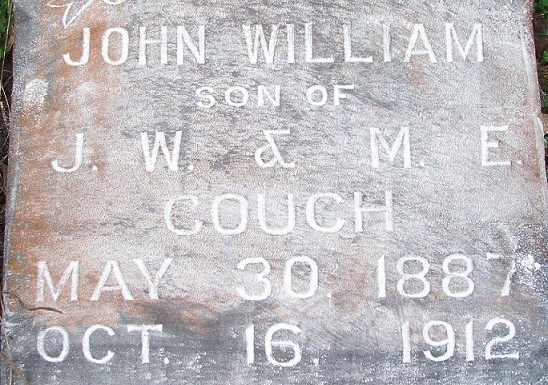 JOHN WILLIAM
SON OF
J. W. & M. E.
COUCH
MAY 30. 1887
OCT. 16. 1912